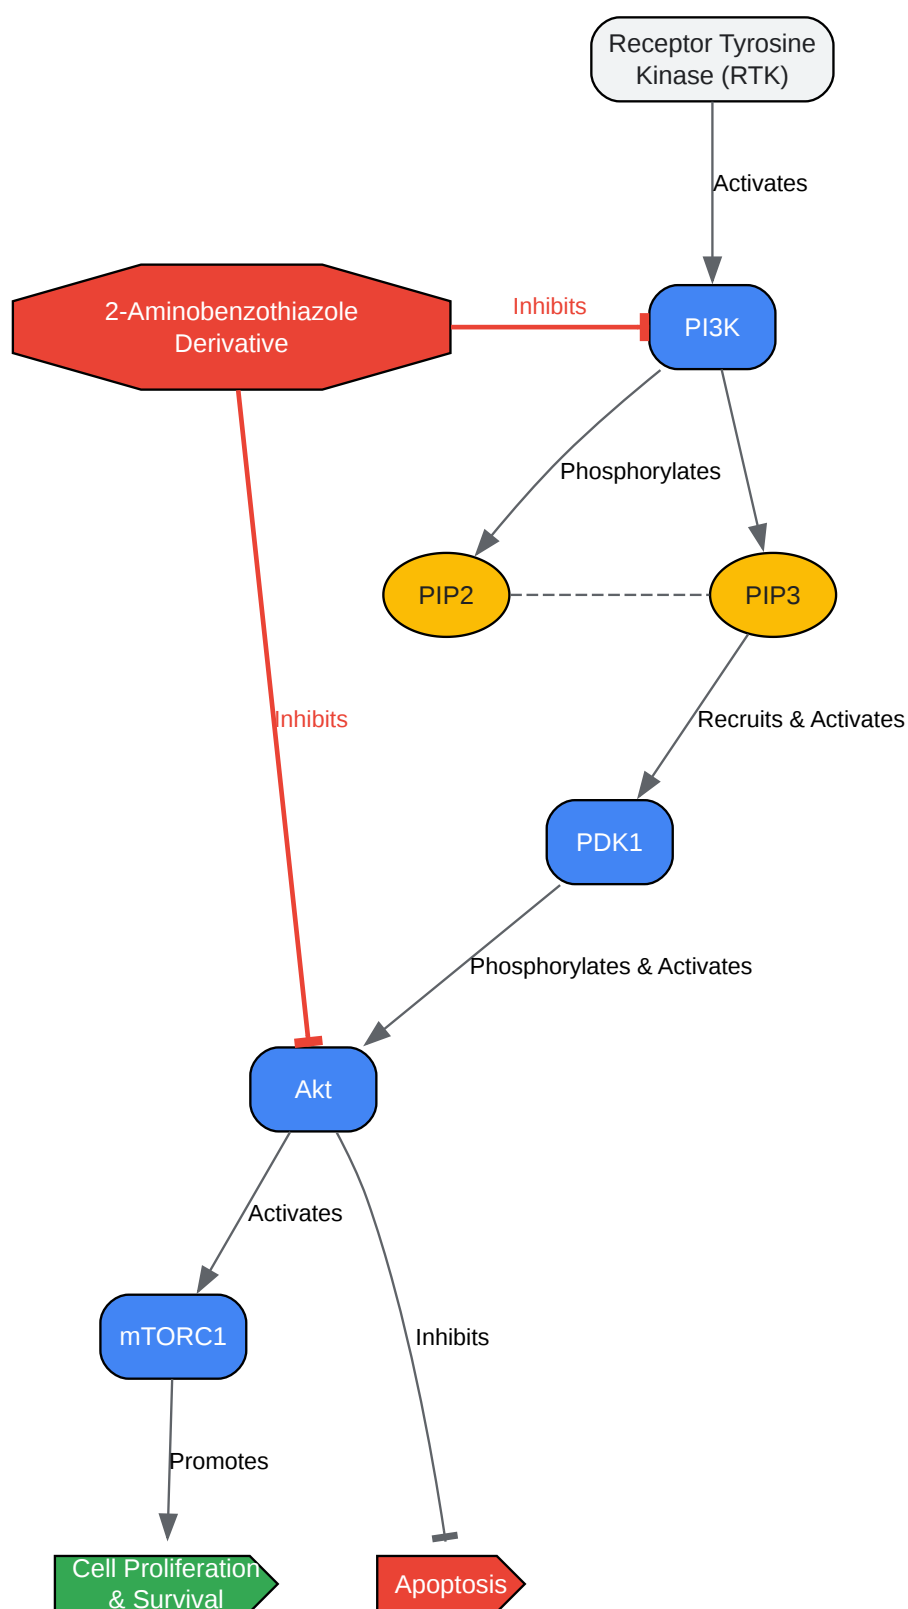 Receptor Tyrosine
Kinase (RTK)
Activates
2-Aminobenzothiazole
Derivative
Inhibits
PI3K
Phosphorylates
PIP2
PIP3
Inhibits
Recruits & Activates
PDK1
Phosphorylates & Activates
Akt
Activates
mTORC1
Inhibits
Promotes
Cell Proliferation
& Survival
Apoptosis